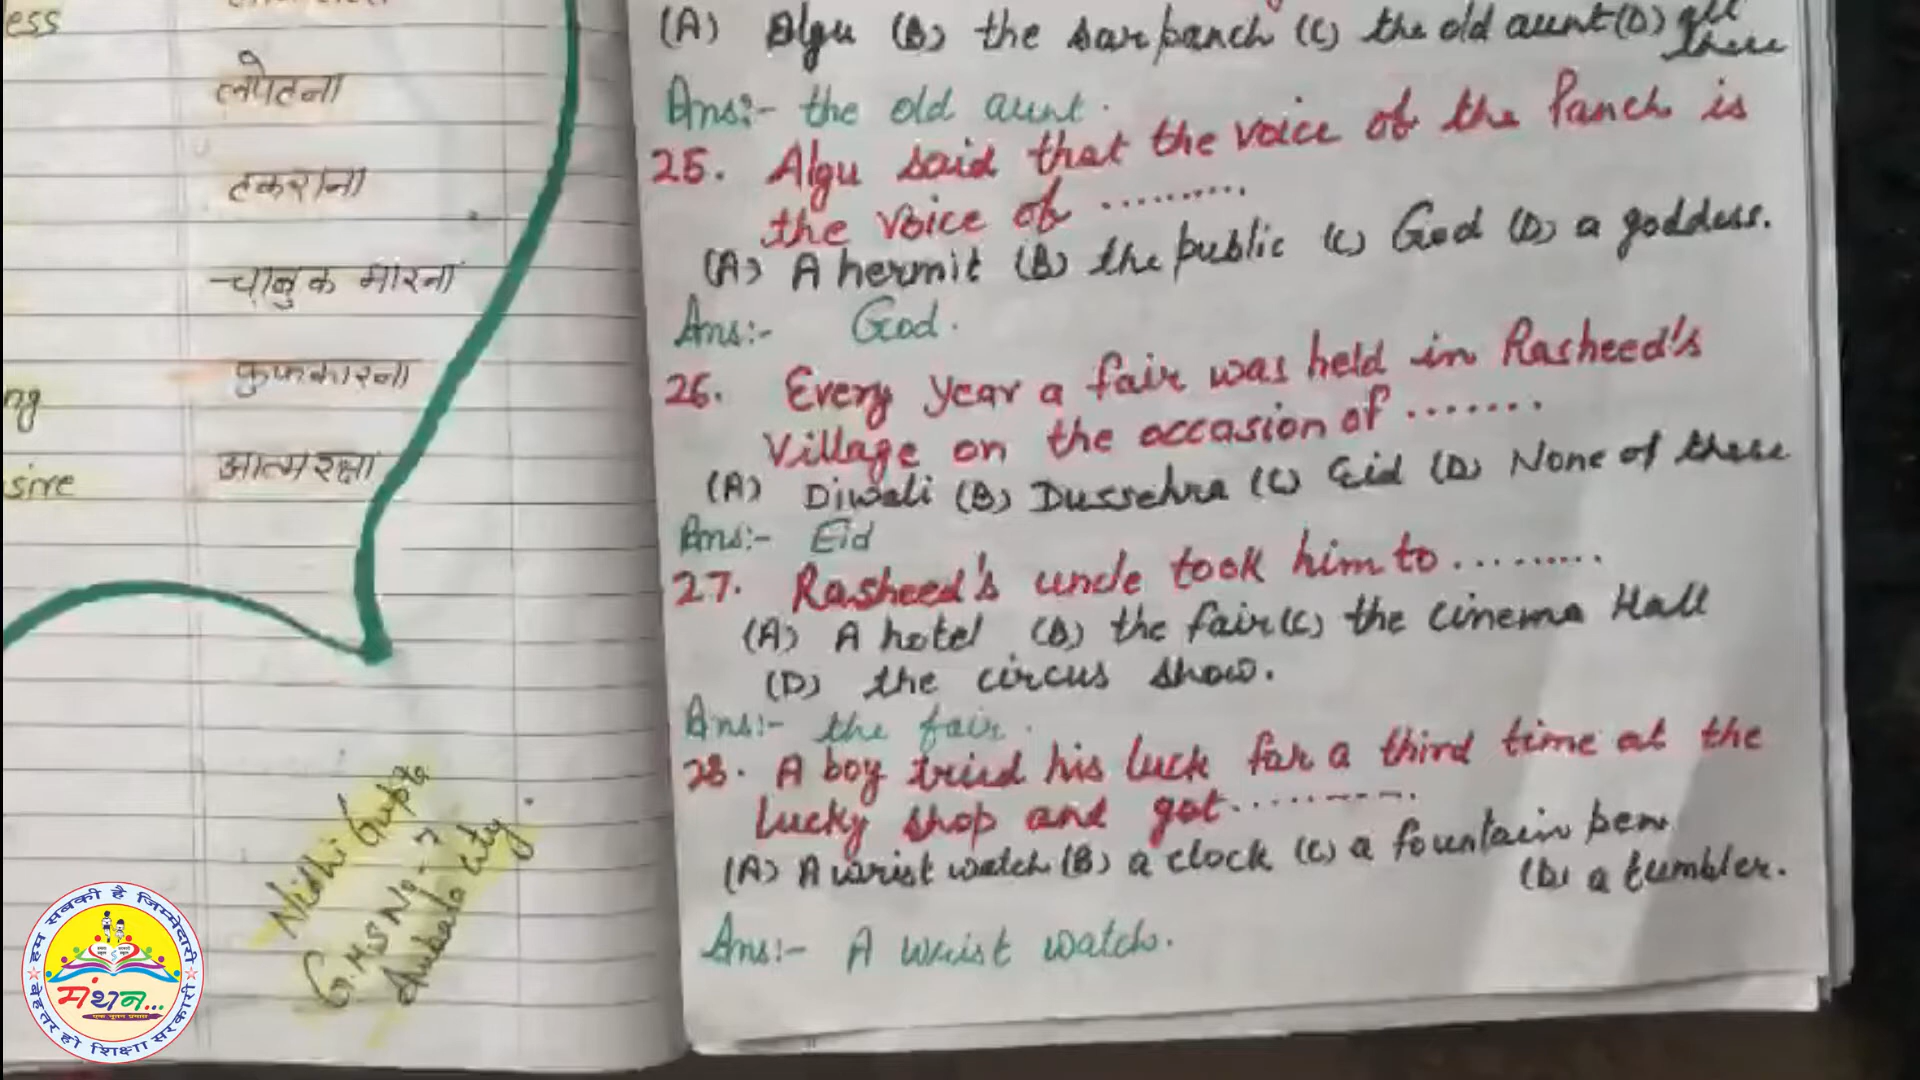 ess
लपेटना
टकराना
चाबुक मारना
फुफकारना
ng
sive
आत्मरक्षा
Nidhi Gupta
G.M.S No.-7
Ambala City
(A) Algu (B) the sarpanch (C) the old aunt (D) all these
Ans:- the old aunt.
25. Algu said that the voice of the Panch is
the voice of ..........
(A) A hermit (B) the public (C) God (D) a goddess.
Ans:- God.
26. Every year a fair was held in Rasheed's
Village on the occasion of .......
(A) Diwali (B) Dussehra (C) Eid (D) None of these
Ans:- Eid
27. Rasheed's uncle took him to .........
(A) A hotel (B) the fair (C) the cinema Hall
(D) the circus show.
Ans:- the fair.
28. A boy tried his luck for a third time at the
lucky shop and got..........
(A) A wrist watch (B) a clock (C) a fountain pen
(D) a tumbler.
Ans:- A wrist watch.
हम सबकी है जिम्मेदारी
मंथन...
एक नूतन प्रयास
बेहतर हो शिक्षा सरकारी